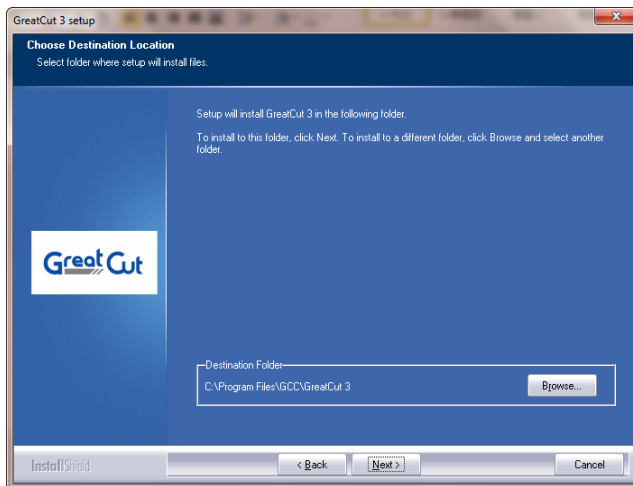 GreatCut 3 setup
Choose Destination Location
Select folder where setup will install files.
Setup will install GreatCut 3 in the following folder.
To install to this folder, click Next. To install to a different folder, click Browse and select another
folder.
Great Cut
Destination Folder
C:\Program Files\GCC\GreatCut 3
Browse...
InstallShield
< Back
Next >
Cancel